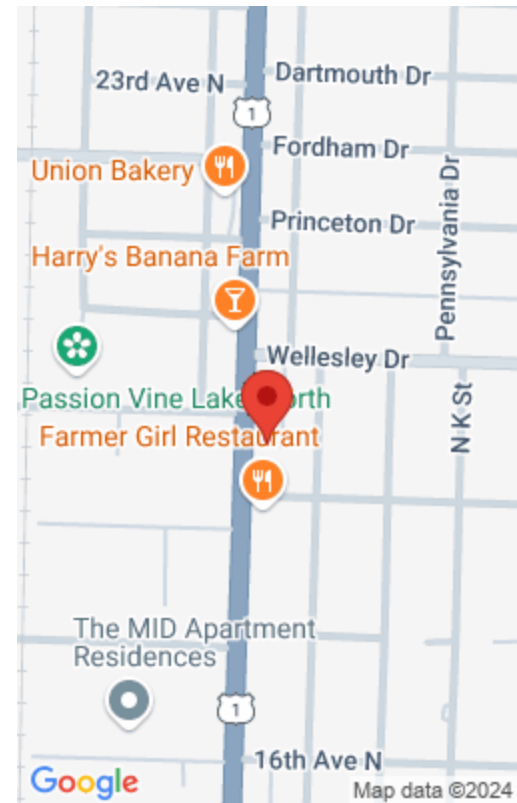 23rd Ave N
Dartmouth Dr
1
Fordham Dr
Union Bakery
Princeton Dr
Pennsylvania Dr
Harry's Banana Farm
Wellesley Dr
Passion Vine Lake orth
N K St
Farmer Girl Restaurant
The MID Apartment
Residences
1
16th Ave N
Google
Map data ©2024